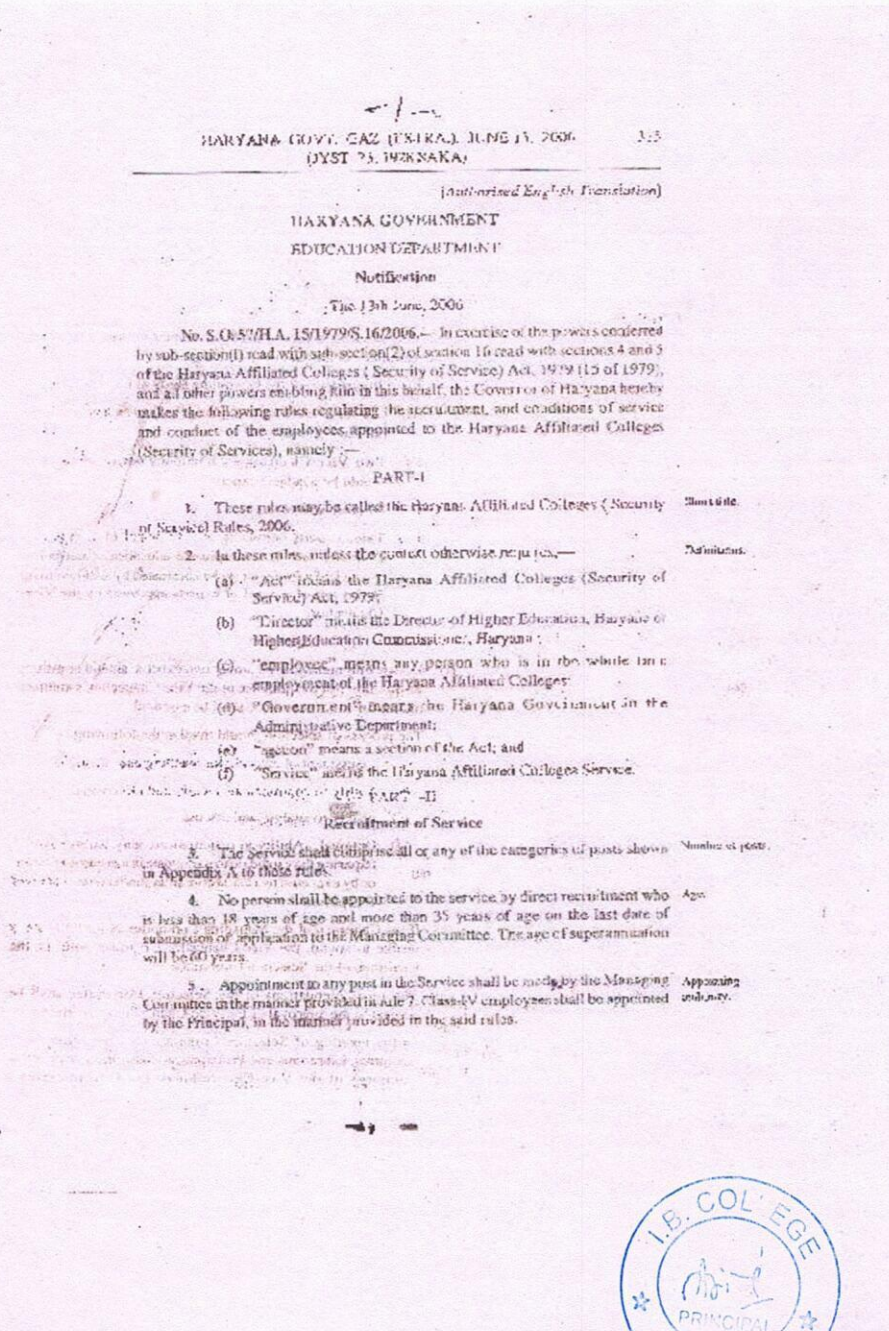 HARYANA GOVT. GAZ. (EXTRA.), JUNE 13, 2006
(JYST 23, 1928 SAKA)
[Authorised English Translation]
HARYANA GOVERNMENT
EDUCATION DEPARTMENT
Notification
The 13th June, 2006
No. S.O. 57/H.A. 15/1979/S.16/2006.— In exercise of the powers conferred
by sub-section(1) read with sub-section(2) of section 16 read with sections 4 and 5
of the Haryana Affiliated Colleges ( Security of Service) Act, 1979 (15 of 1979),
and all other powers enabling him in this behalf, the Governor of Haryana hereby
makes the following rules regulating the recruitment, and conditions of service
and conduct of the employees appointed to the Haryana Affiliated Colleges
(Security of Services), namely :—
PART-I
1. These rules may be called the Haryana Affiliated Colleges ( Security Short title.
of Service) Rules, 2006.
2. In these rules, unless the context otherwise requires,— Definitions.
(a) "Act" means the Haryana Affiliated Colleges (Security of
Service) Act, 1979;
(b) "Director" means the Director of Higher Education, Haryana or
Higher Education Commissioner, Haryana ;
(c) "employee" means any person who is in the whole time
employment of the Haryana Affiliated Colleges;
(d) "Government" means the Haryana Government in the
Administrative Department;
(e) means a section of the Act; and
(f) "Service" means the Haryana Affiliated Colleges Service.
PART -II
Recruitment of Service
3. The Service shall comprise all or any of the categories of posts shown Number of posts.
in Appendix A to these rules.
4. No person shall be appointed to the service by direct recruitment who Age.
is less than 18 years of age and more than 35 years of age on the last date of
submission of application to the Managing Committee. The age of superannuation
will be 60 years.
5. Appointment to any post in the Service shall be made by the Managing Appointing
Committee in the manner provided in rule 7. Class-IV employees shall be appointed authority.
by the Principal, in the manner provided in the said rules.
I.B. COLLEGE
PRINCIPAL